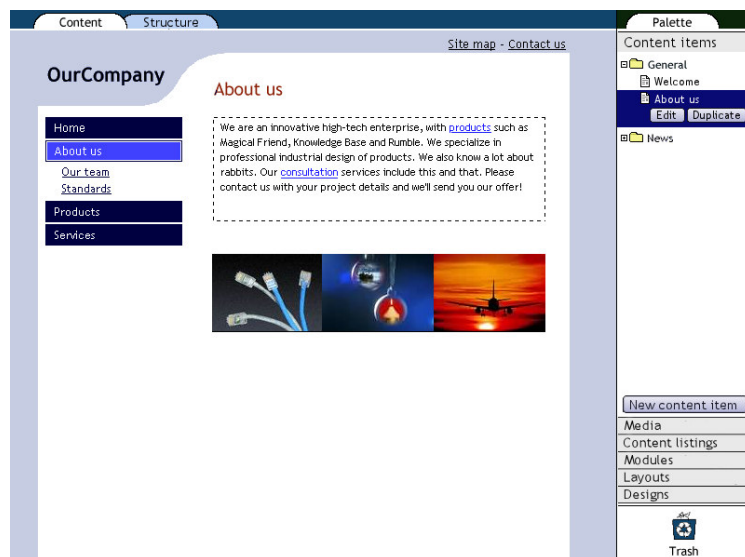 Content
Structure
Site map - Contact us
OurCompany
About us
Home
About us
Our team
Standards
Products
Services
We are an innovative high-tech enterprise, with products such as
Magical Friend, Knowledge Base and Rumble. We specialize in
professional industrial design of products. We also know a lot about
rabbits. Our consultation services include this and that. Please
contact us with your project details and we'll send you our offer!
Palette
Content items
General
Welcome
About us
Edit Duplicate
News
New content item
Media
Content listings
Modules
Layouts
Designs
Trash